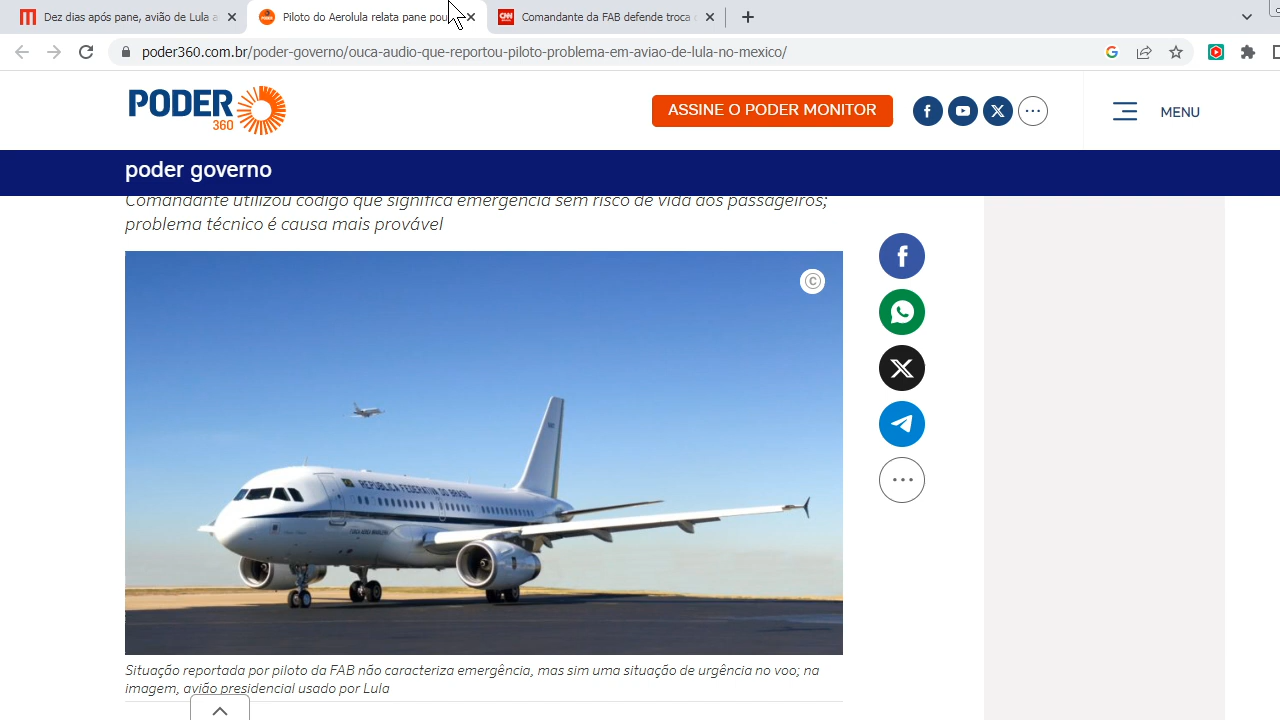 Dez dias após pane, avião de Lula a
Piloto do Aerolula relata pane pou
Comandante da FAB defende troca
poder360.com.br/poder-governo/ouca-audio-que-reportou-piloto-problema-em-aviao-de-lula-no-mexico/
PODER
360
ASSINE O PODER MONITOR
MENU
poder governo
Comandante utilizou código que significa emergência sem risco de vida aos passageiros;
problema técnico é causa mais provável
REPÚBLICA FEDERATIVA DO BRASIL
Situação reportada por piloto da FAB não caracteriza emergência, mas sim uma situação de urgência no voo; na
imagem, avião presidencial usado por Lula